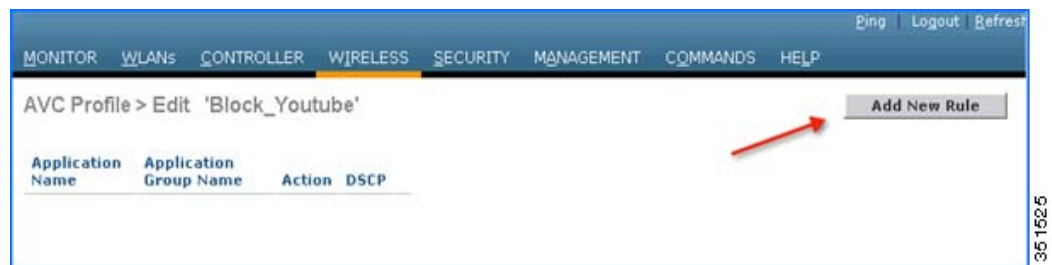 Ping | Logout | Refresh
MONITOR WLANs CONTROLLER WIRELESS SECURITY MANAGEMENT COMMANDS HELP
AVC Profile > Edit 'Block_Youtube'
Add New Rule
Application Name Application Group Name Action DSCP
351525